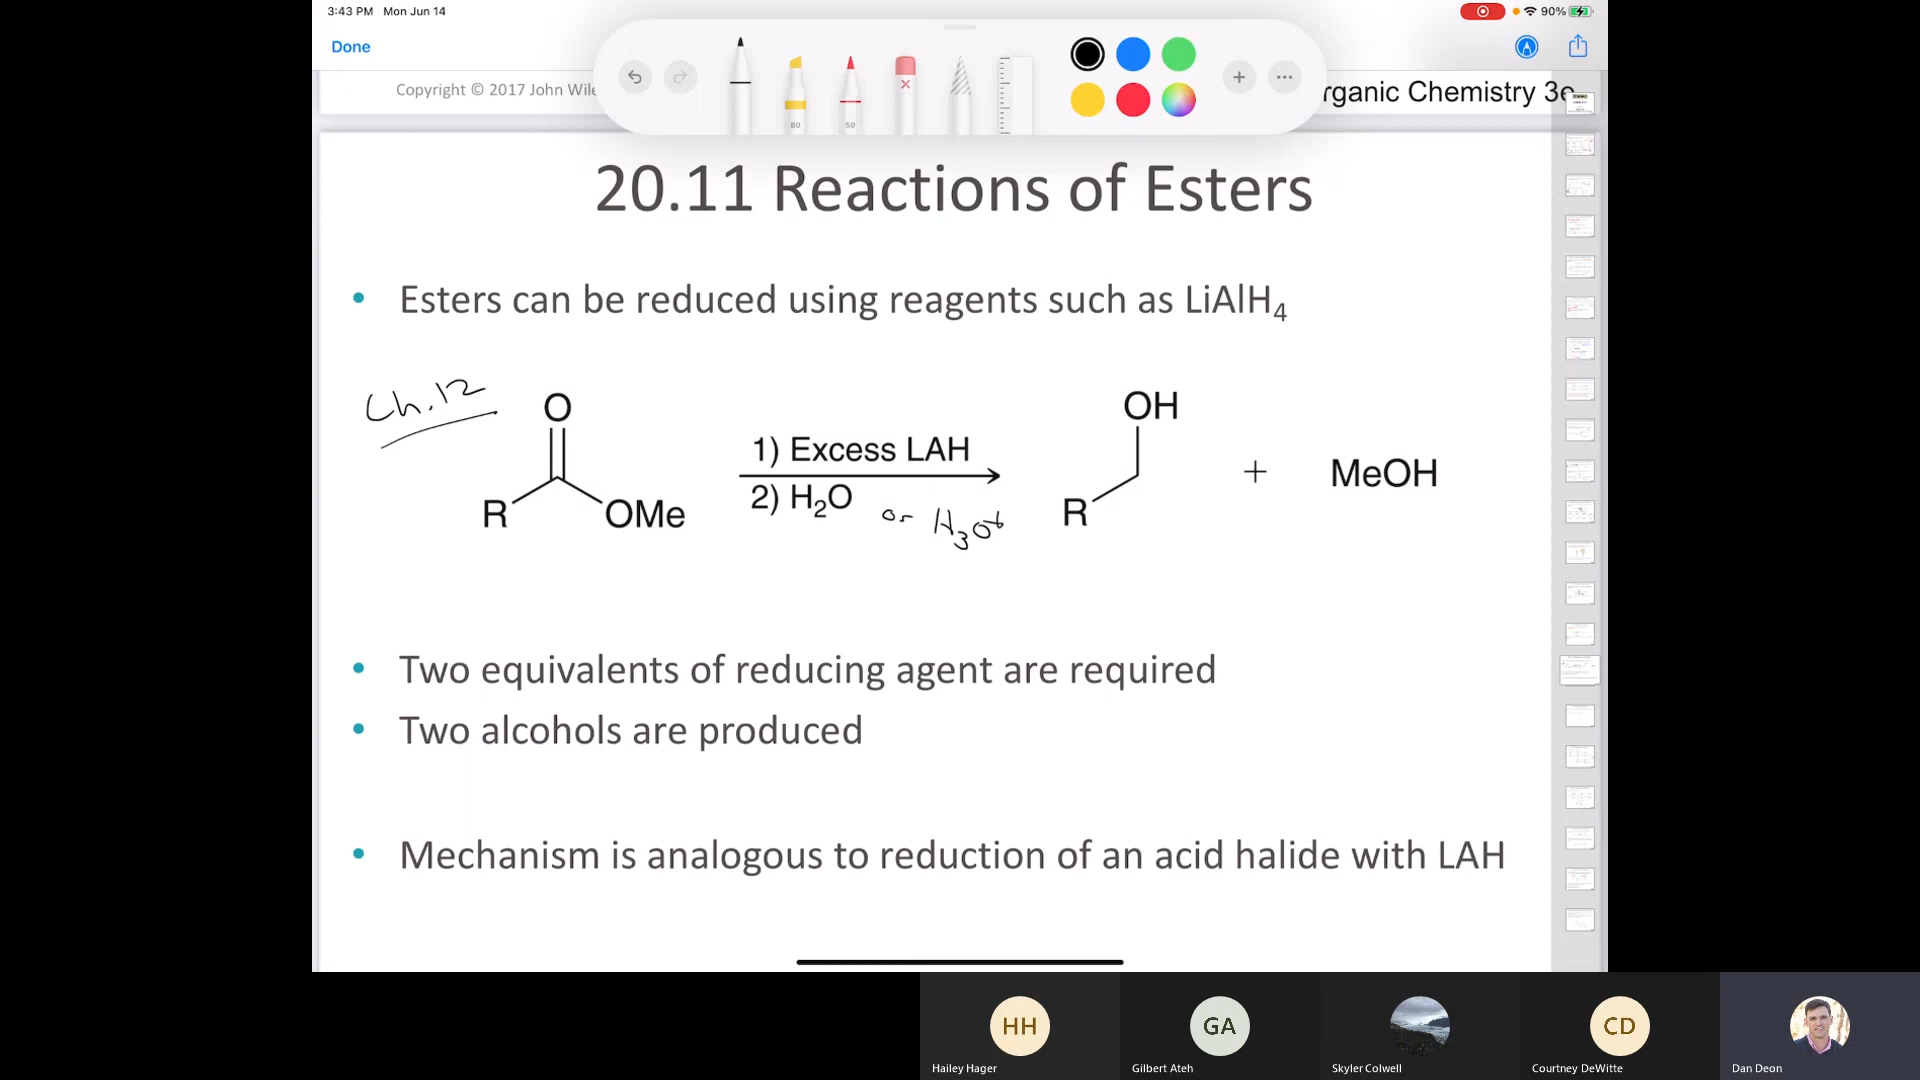 3:43 PM Mon Jun 14
90%
Done
80
50
Copyright © 2017 John Wile
rganic Chemistry 3e
20.11 Reactions of Esters
• Esters can be reduced using reagents such as LiAlH4
Ch.12
O
R
OMe
1) Excess LAH
2) H2O or H3O+
OH
R
+
MeOH
• Two equivalents of reducing agent are required
• Two alcohols are produced
• Mechanism is analogous to reduction of an acid halide with LAH
HH
GA
CD
Hailey Hager
Gilbert Ateh
Skyler Colwell
Courtney DeWitte
Dan Deon